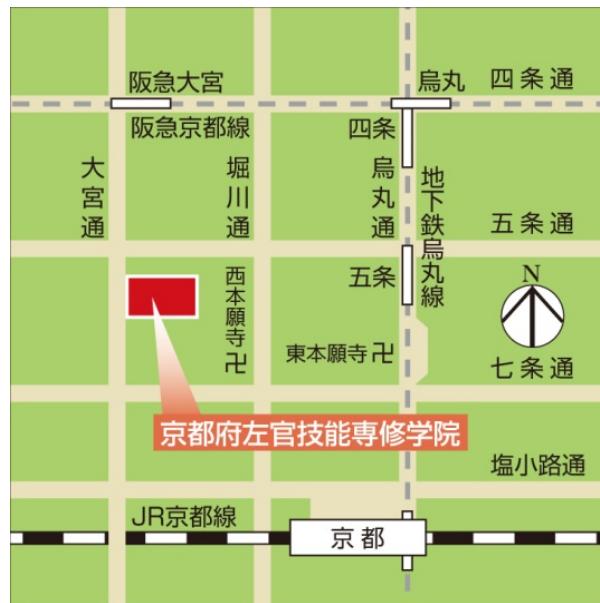 阪急大宮
烏丸
四条通
阪急京都線
四条
大宮通
堀川通
烏丸通
地下鉄烏丸線
五条通
五条
西本願寺卍
N
東本願寺卍
七条通
京都府左官技能専修学院
塩小路通
JR京都線
京都